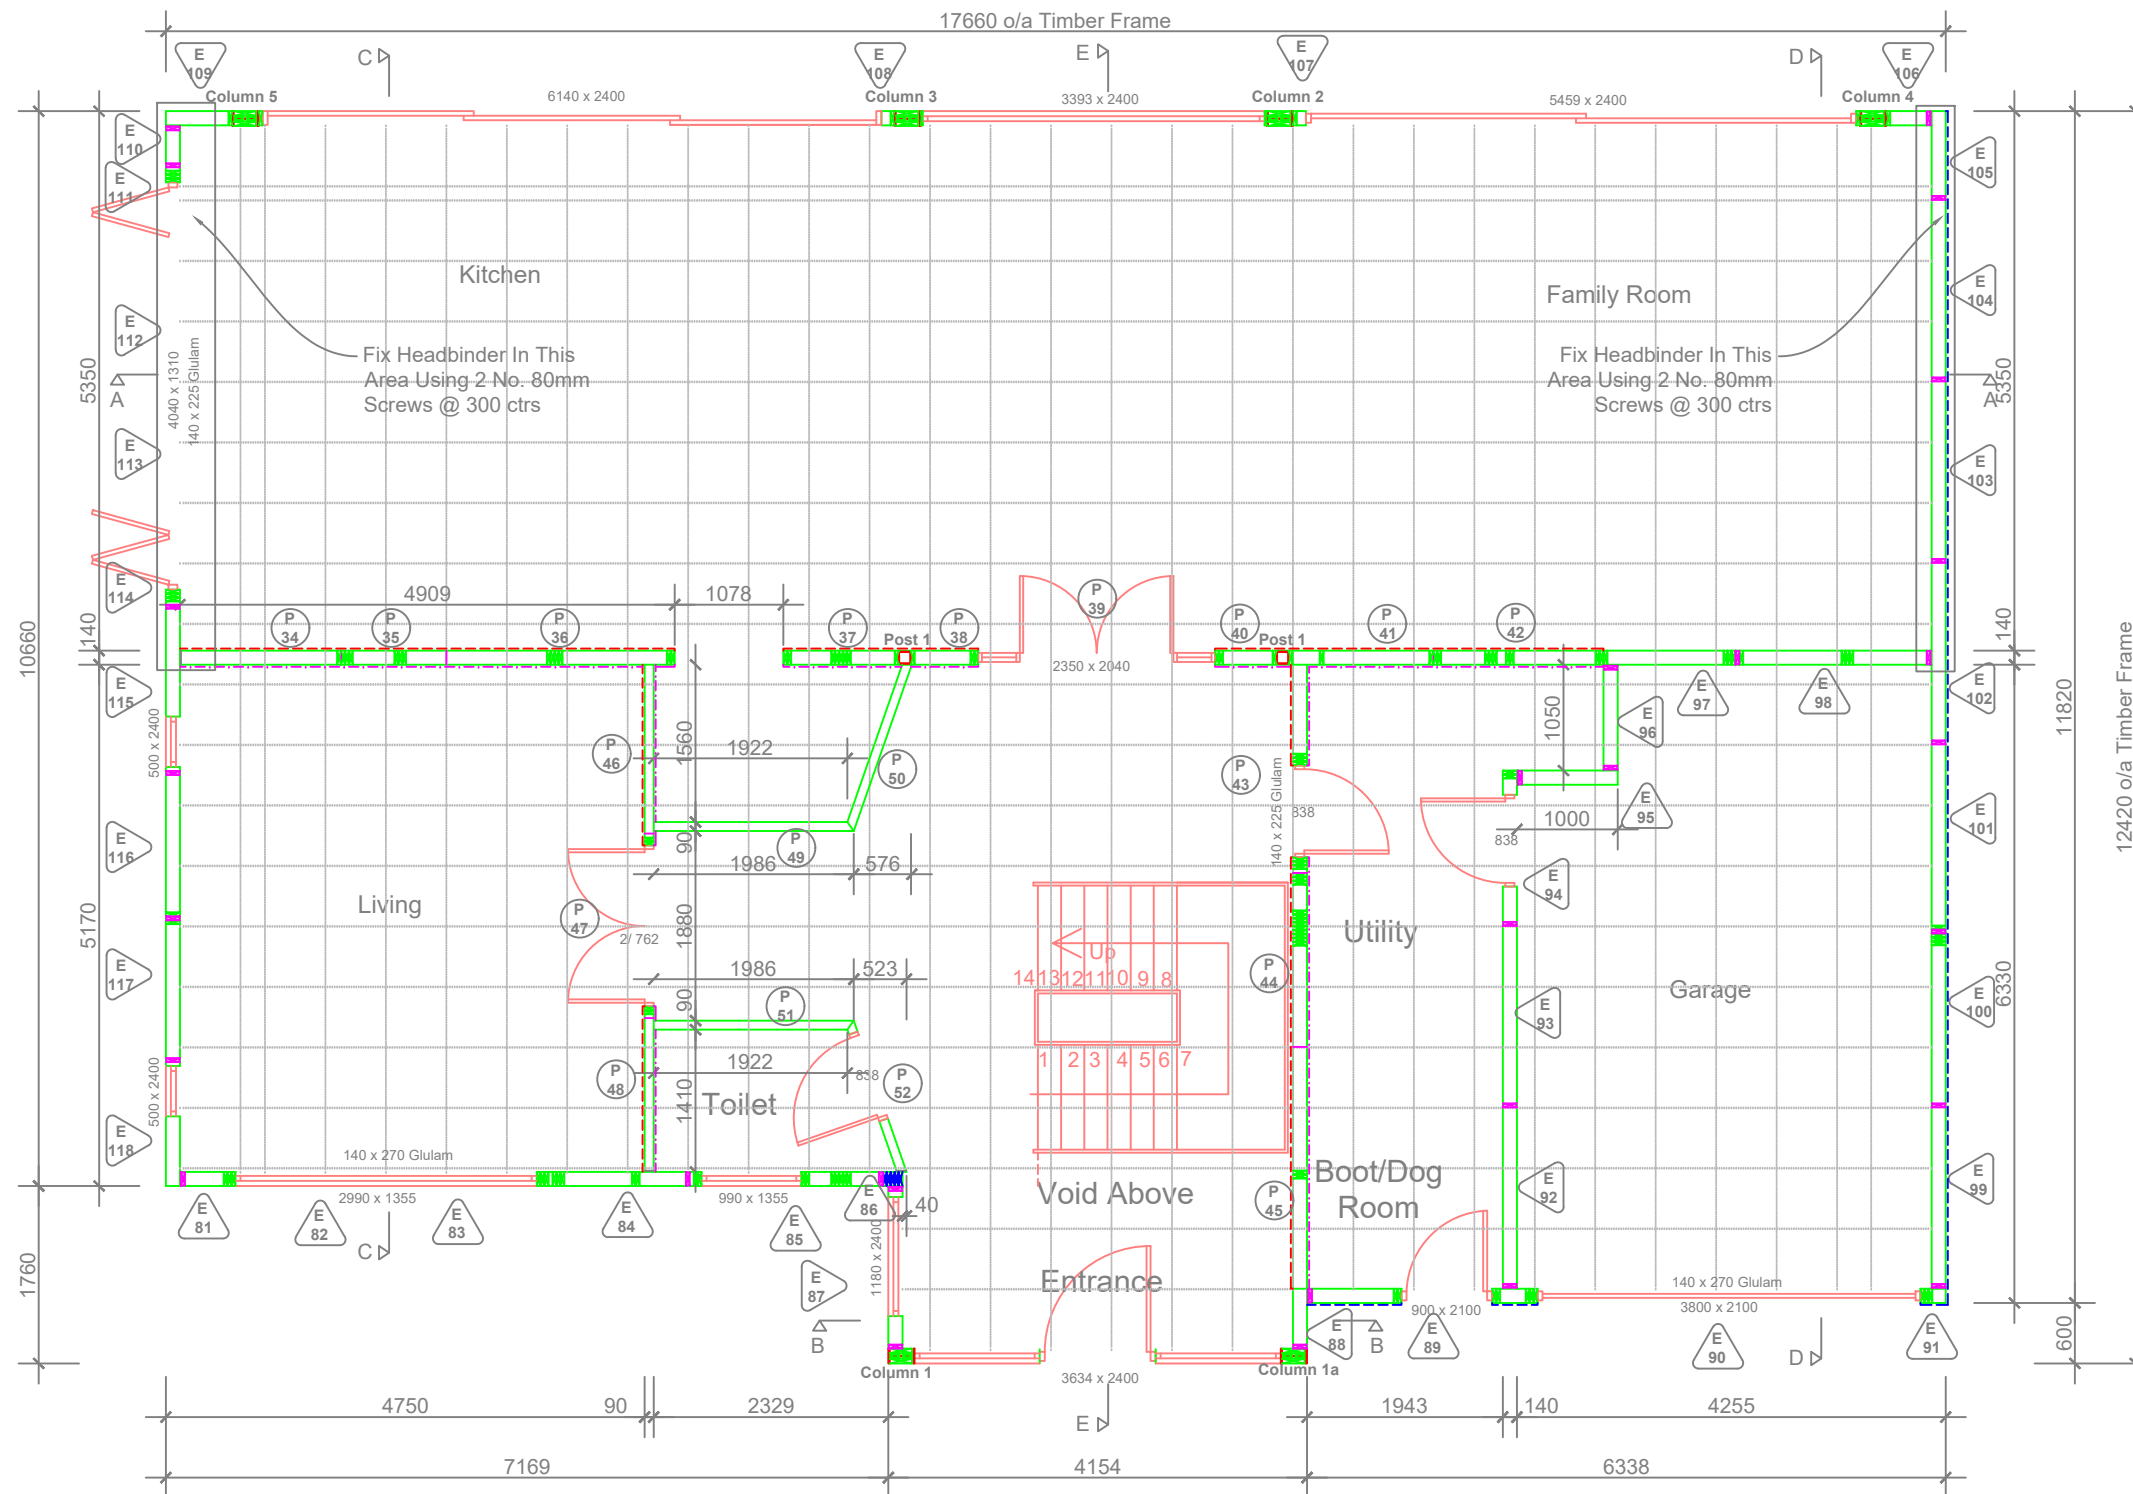 17660 o/a Timber Frame
E
109
C
E
108
E
E
107
D
E
106
Column 5
6140 x 2400
Column 3
3393 x 2400
Column 2
5459 x 2400
Column 4
E
110
E
111
E
105
Kitchen
Family Room
E
104
E
112
Fix Headbinder In This
Area Using 2 No. 80mm
Screws @ 300 ctrs
Fix Headbinder In This
Area Using 2 No. 80mm
Screws @ 300 ctrs
5350
A
4040 x 1310
140 x 225 Glulam
A
5350
E
113
E
103
E
114
4909
1078
P
39
P
34
P
35
P
36
P
37
Post 1
P
38
P
40
Post 1
P
41
P
42
140
140
10660
2350 x 2040
E
115
E
97
E
98
E
102
500 x 2400
P
46
1560
1922
P
50
P
43
140 x 225 Glulam
838
1050
E
96
11820
12420 o/a Timber Frame
E
116
90
P
49
1986
576
838
1000
E
95
E
101
E
94
Living
P
47
2/ 762
1880
Utility
Up
E
117
1986
523
14
13
12
11
10
9
8
P
44
Garage
5170
6330
90
P
51
E
93
E
100
1
2
3
4
5
6
7
500 x 2400
P
48
1922
838
P
52
Toilet
1410
E
118
140 x 270 Glulam
Boot/Dog
Room
E
92
E
99
2990 x 1355
990 x 1355
Void Above
P
45
E
81
E
82
E
83
E
84
E
85
E
86
40
C
1180 x 2400
E
87
Entrance
1760
140 x 270 Glulam
3800 x 2100
900 x 2100
B
E
88
B
E
89
E
90
D
E
91
600
Column 1
3634 x 2400
Column 1a
4750
90
2329
E
1943
140
4255
7169
4154
6338